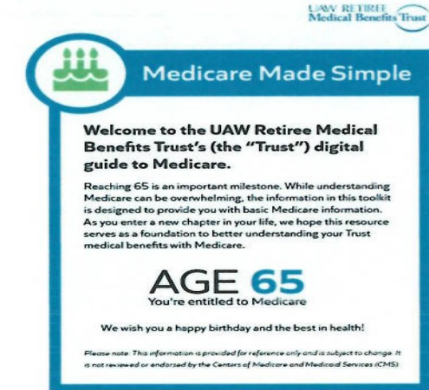 UAW RETIREE
Medical Benefits Trust
Medicare Made Simple
Welcome to the UAW Retiree Medical
Benefits Trust's (the "Trust") digital
guide to Medicare.
Reaching 65 is an important milestone. While understanding
Medicare can be overwhelming, the information in this toolkit
is designed to provide you with basic Medicare information.
As you enter a new chapter in your life, we hope this resource
serves as a foundation to better understanding your Trust
medical benefits with Medicare.
AGE 65
You're entitled to Medicare
We wish you a happy birthday and the best in health!
Please note: This information is provided for reference only and is subject to change. It
is not reviewed or endorsed by the Centers of Medicare and Medicaid Services (CMS)